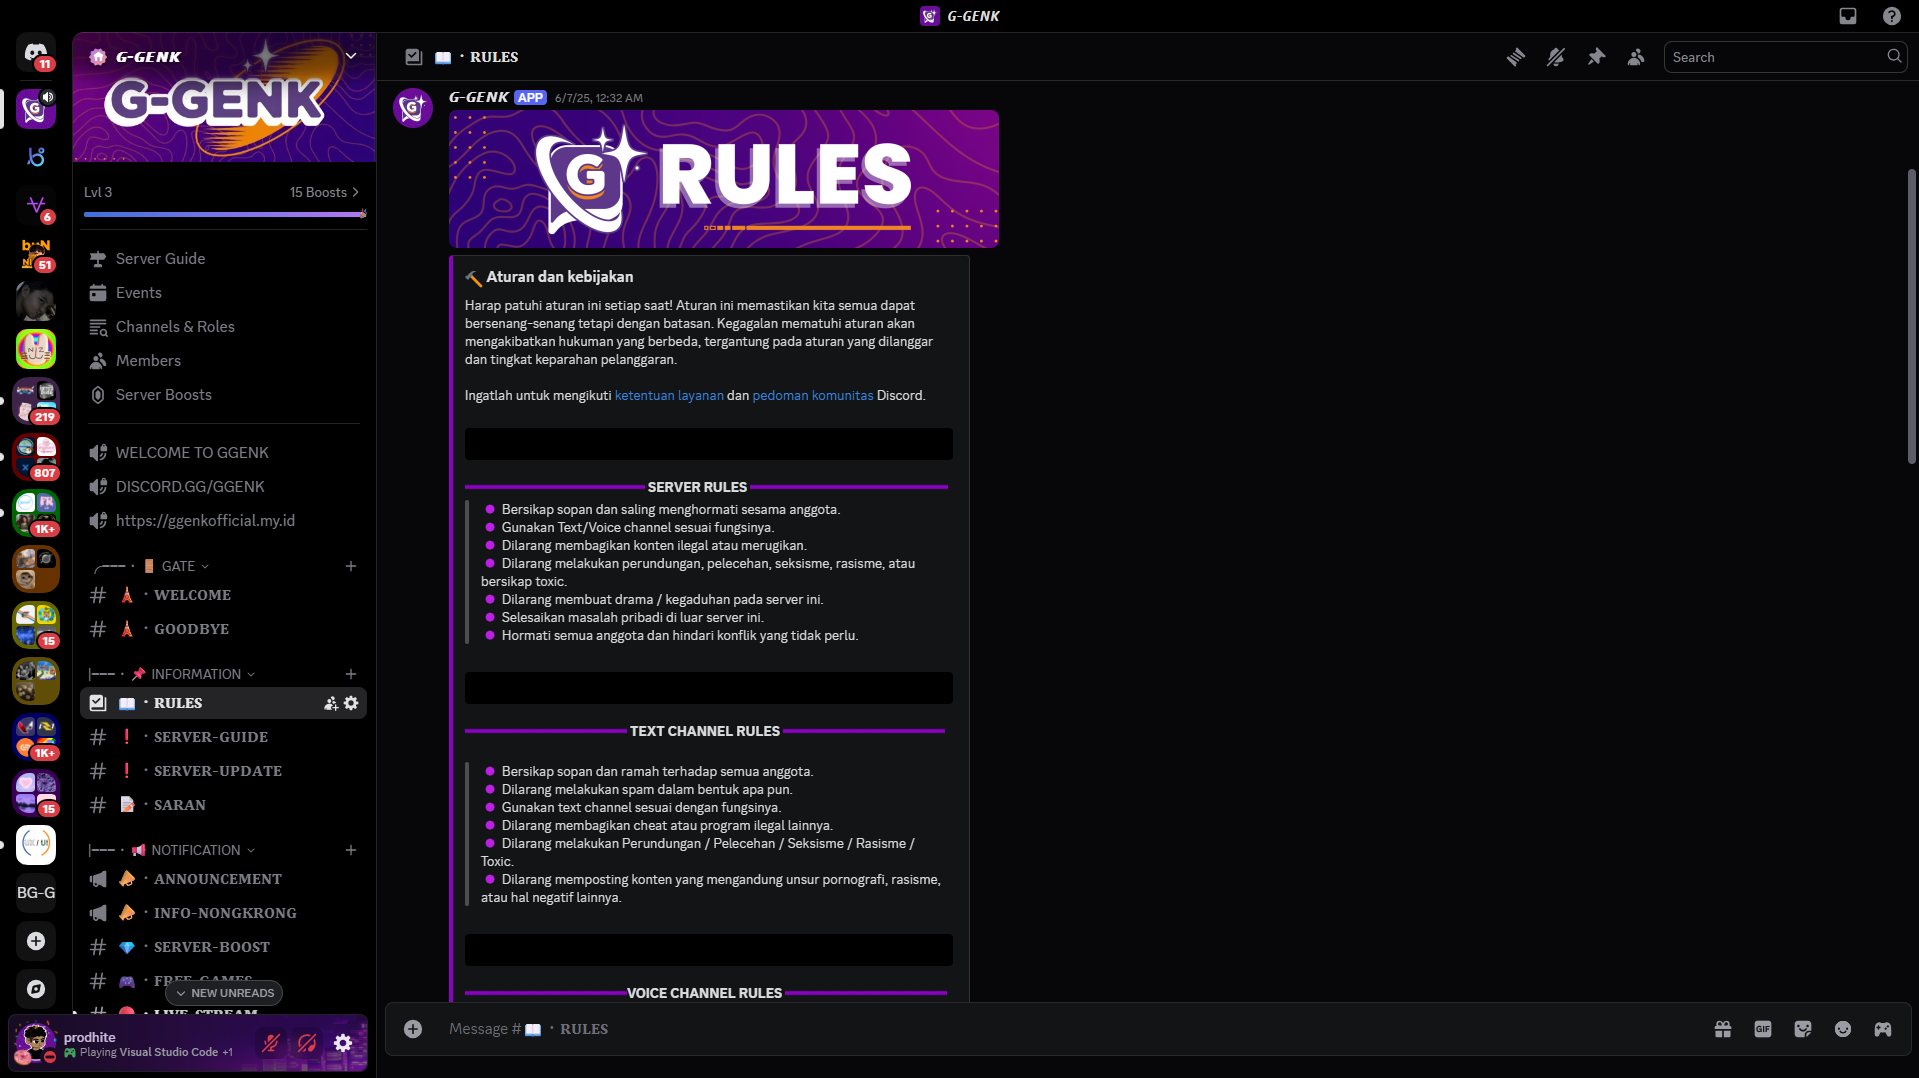 G-GENK
11
G-GENK
G-GENK
Lvl 3
15 Boosts
6
51
219
807
1K+
15
1K+
15
BG-G
Server Guide
Events
Channels & Roles
Members
Server Boosts
WELCOME TO GGENK
DISCORD.GG/GGENK
https://ggenkofficial.my.id
GATE
WELCOME
GOODBYE
INFORMATION
RULES
SERVER-GUIDE
SERVER-UPDATE
SARAN
NOTIFICATION
ANNOUNCEMENT
INFO-NONGKRONG
SERVER-BOOST
FREE-GAMES
NEW UNREADS
LIVE-STREAM
prodhite
Playing Visual Studio Code +1
RULES
Search
G-GENK APP 6/7/25, 12:32 AM
G RULES
Aturan dan kebijakan
Harap patuhi aturan ini setiap saat! Aturan ini memastikan kita semua dapat
bersenang-senang tetapi dengan batasan. Kegagalan mematuhi aturan akan
mengakibatkan hukuman yang berbeda, tergantung pada aturan yang dilanggar
dan tingkat keparahan pelanggaran.
Ingatlah untuk mengikuti ketentuan layanan dan pedoman komunitas Discord.
SERVER RULES
Bersikap sopan dan saling menghormati sesama anggota.
Gunakan Text/Voice channel sesuai fungsinya.
Dilarang membagikan konten ilegal atau merugikan.
Dilarang melakukan perundungan, pelecehan, seksisme, rasisme, atau
bersikap toxic.
Dilarang membuat drama / kegaduhan pada server ini.
Selesaikan masalah pribadi di luar server ini.
Hormati semua anggota dan hindari konflik yang tidak perlu.
TEXT CHANNEL RULES
Bersikap sopan dan ramah terhadap semua anggota.
Dilarang melakukan spam dalam bentuk apa pun.
Gunakan text channel sesuai dengan fungsinya.
Dilarang membagikan cheat atau program ilegal lainnya.
Dilarang melakukan Perundungan / Pelecehan / Seksisme / Rasisme /
Toxic.
Dilarang memposting konten yang mengandung unsur pornografi, rasisme,
atau hal negatif lainnya.
VOICE CHANNEL RULES
Message # RULES
GIF